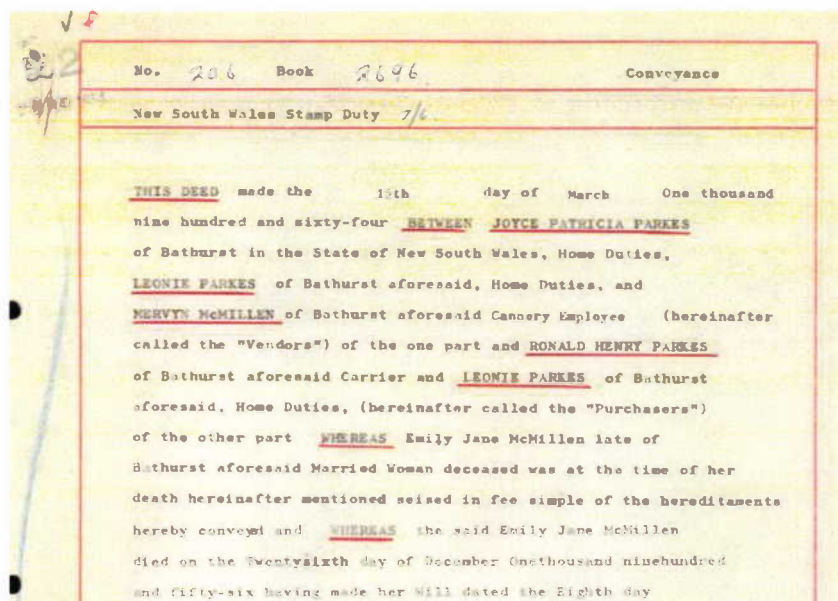 No. 206 Book 2696. Conveyance
New South Wales Stamp Duty 7/6.
THIS DEED made the 15th day of March One thousand
nine hundred and sixty-four BETWEEN JOYCE PATRICIA PARKES
of Bathurst in the State of New South Wales, Home Duties,
LEONIE PARKES of Bathurst aforesaid, Home Duties, and
MERVYN McMILLEN of Bathurst aforesaid Cannery Employee (hereinafter
called the "Vendors") of the one part and RONALD HENRY PARKES
of Bathurst aforesaid Carrier and LEONIE PARKES of Bathurst
aforesaid, Home Duties, (hereinafter called the "Purchasers")
of the other part WHEREAS Emily Jane McMillen late of
Bathurst aforesaid Married Woman deceased was at the time of her
death hereinafter mentioned seised in fee simple of the hereditaments
hereby conveyed and WHEREAS the said Emily Jane McMillen
died on the Twentysixth day of December Onethousand ninehundred
and fifty-six having made her Will dated the Eighth day